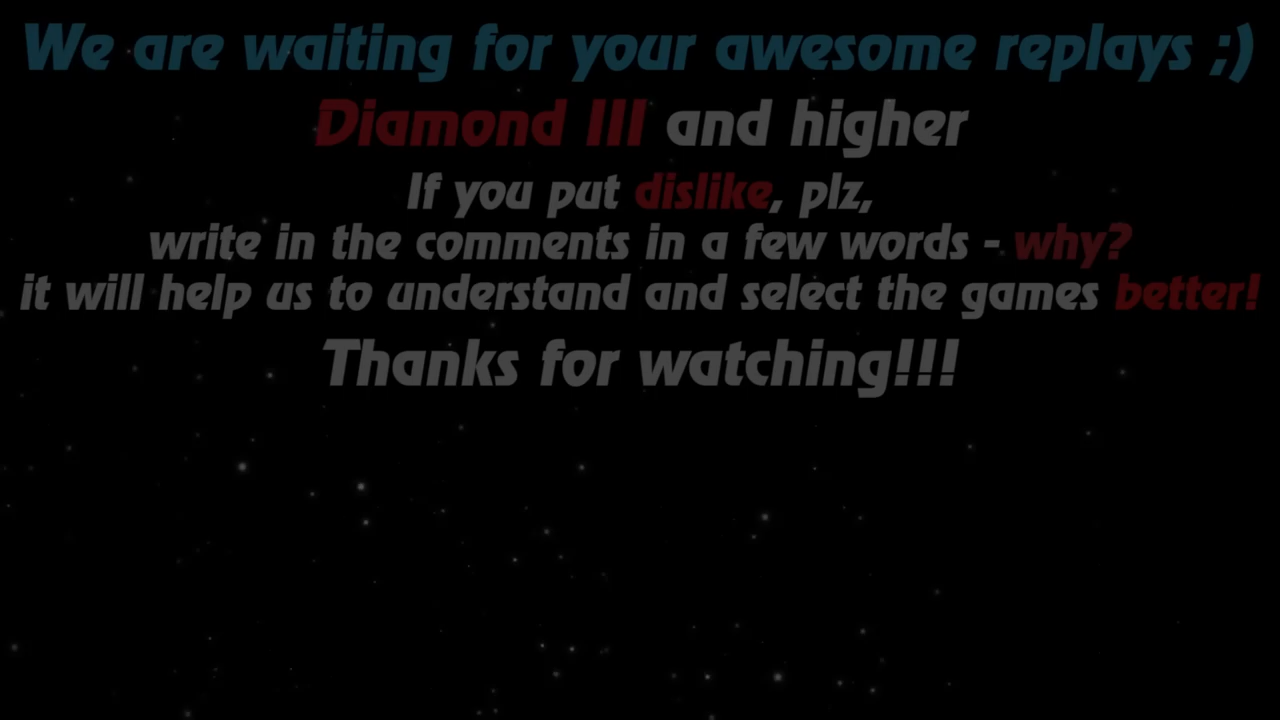 We are waiting for your awesome replays ;)
Diamond III and higher
If you put dislike, plz,
write in the comments in a few words - why?
it will help us to understand and select the games better!
Thanks for watching!!!